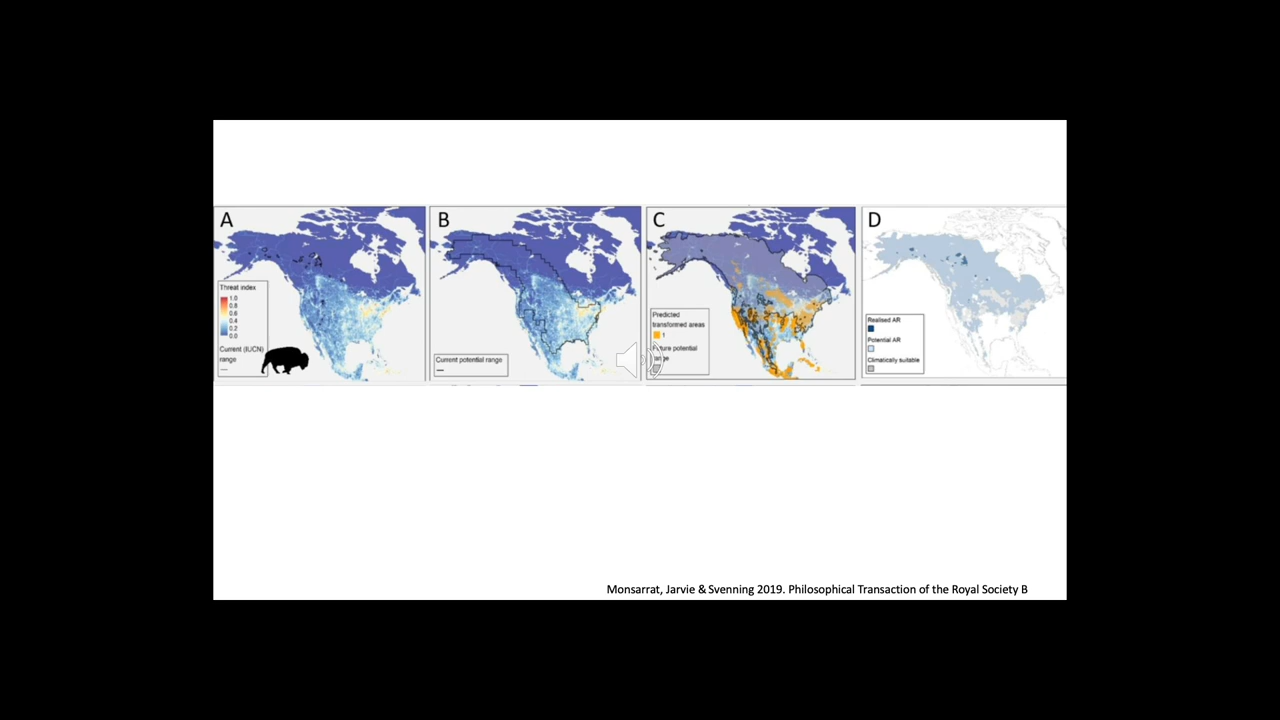 A
Threat index
1.0
0.8
0.6
0.4
0.2
0.0
Current (IUCN)
range
B
Current potential range
C
Predicted
transformed areas
1
potential
D
Realised AR
Potential AR
Climatically suitable
Monsarrat, Jarvie & Svenning 2019. Philosophical Transaction of the Royal Society B